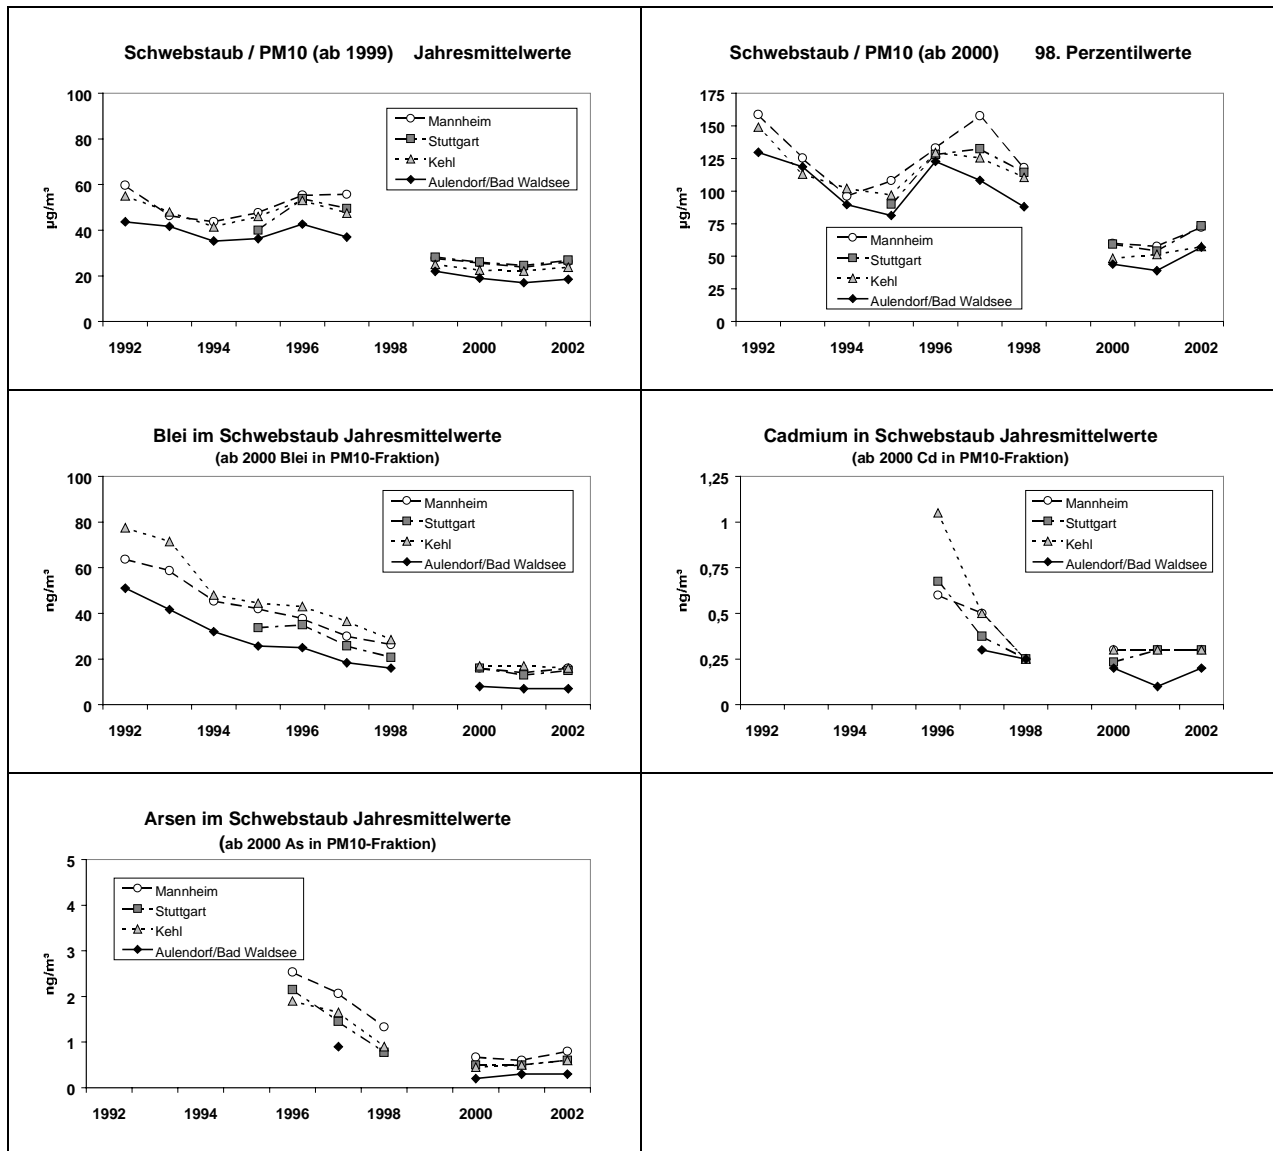 Schwebstaub / PM10 (ab 1999) Jahresmittelwerte
µg/m³
100
80
60
40
20
0
1992 1994 1996 1998 2000 2002
Mannheim
Stuttgart
Kehl
Aulendorf/Bad Waldsee
Schwebstaub / PM10 (ab 2000) 98. Perzentilwerte
µg/m³
175
150
125
100
75
50
25
0
1992 1994 1996 1998 2000 2002
Mannheim
Stuttgart
Kehl
Aulendorf/Bad Waldsee
Blei im Schwebstaub Jahresmittelwerte
(ab 2000 Blei in PM10-Fraktion)
ng/m³
100
80
60
40
20
0
1992 1994 1996 1998 2000 2002
Mannheim
Stuttgart
Kehl
Aulendorf/Bad Waldsee
Cadmium in Schwebstaub Jahresmittelwerte
(ab 2000 Cd in PM10-Fraktion)
ng/m³
1,25
1
0,75
0,5
0,25
0
1992 1994 1996 1998 2000 2002
Mannheim
Stuttgart
Kehl
Aulendorf/Bad Waldsee
Arsen im Schwebstaub Jahresmittelwerte
(ab 2000 As in PM10-Fraktion)
ng/m³
5
4
3
2
1
0
1992 1994 1996 1998 2000 2002
Mannheim
Stuttgart
Kehl
Aulendorf/Bad Waldsee